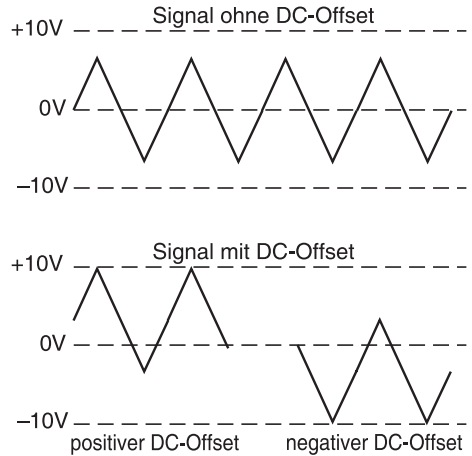 Signal ohne DC-Offset
+10V
0V
–10V
Signal mit DC-Offset
+10V
0V
–10V
positiver DC-Offset negativer DC-Offset